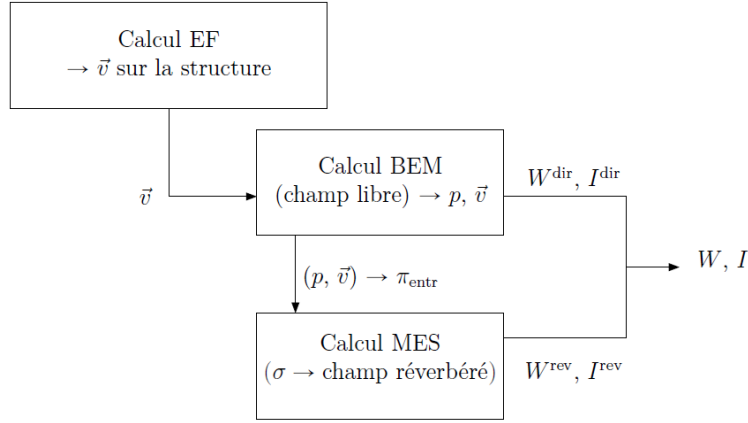 Calcul EF
→ v⃗ sur la structure
v⃗
Calcul BEM
(champ libre) → p, v⃗
W^dir, I^dir
W, I
(p, v⃗) → π_entr
Calcul MES
(σ → champ réverbéré)
W^rev, I^rev